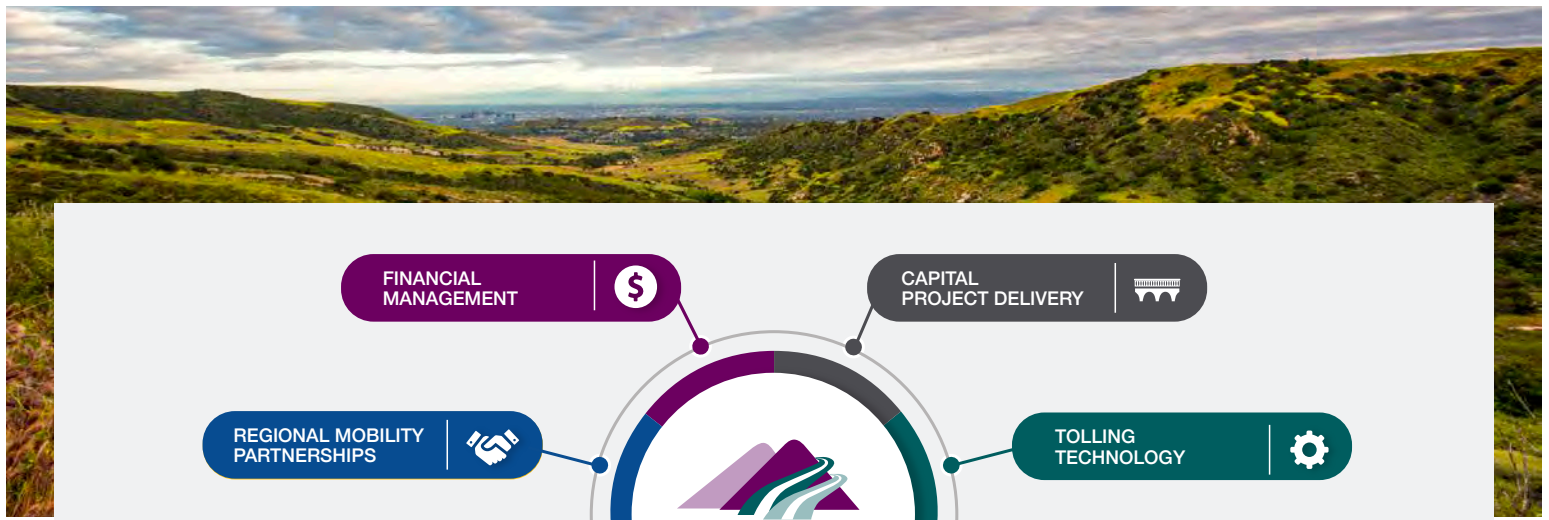 FINANCIAL
MANAGEMENT
$
CAPITAL
PROJECT DELIVERY
REGIONAL MOBILITY
PARTNERSHIPS
TOLLING
TECHNOLOGY